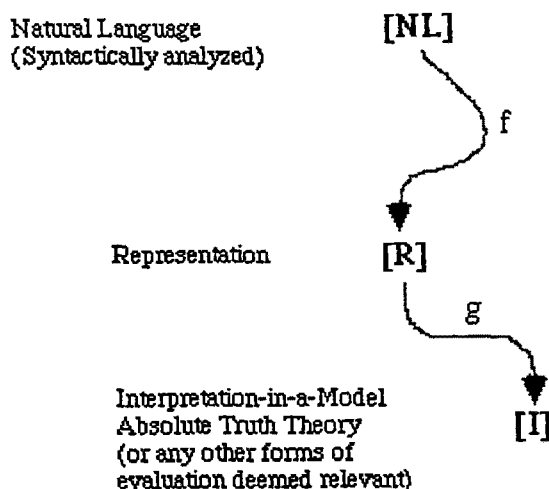 Natural Language
(Syntactically analyzed)
[NL]
f
Representation
[R]
g
Interpretation-in-a-Model
Absolute Truth Theory
(or any other forms of
evaluation deemed relevant)
[I]